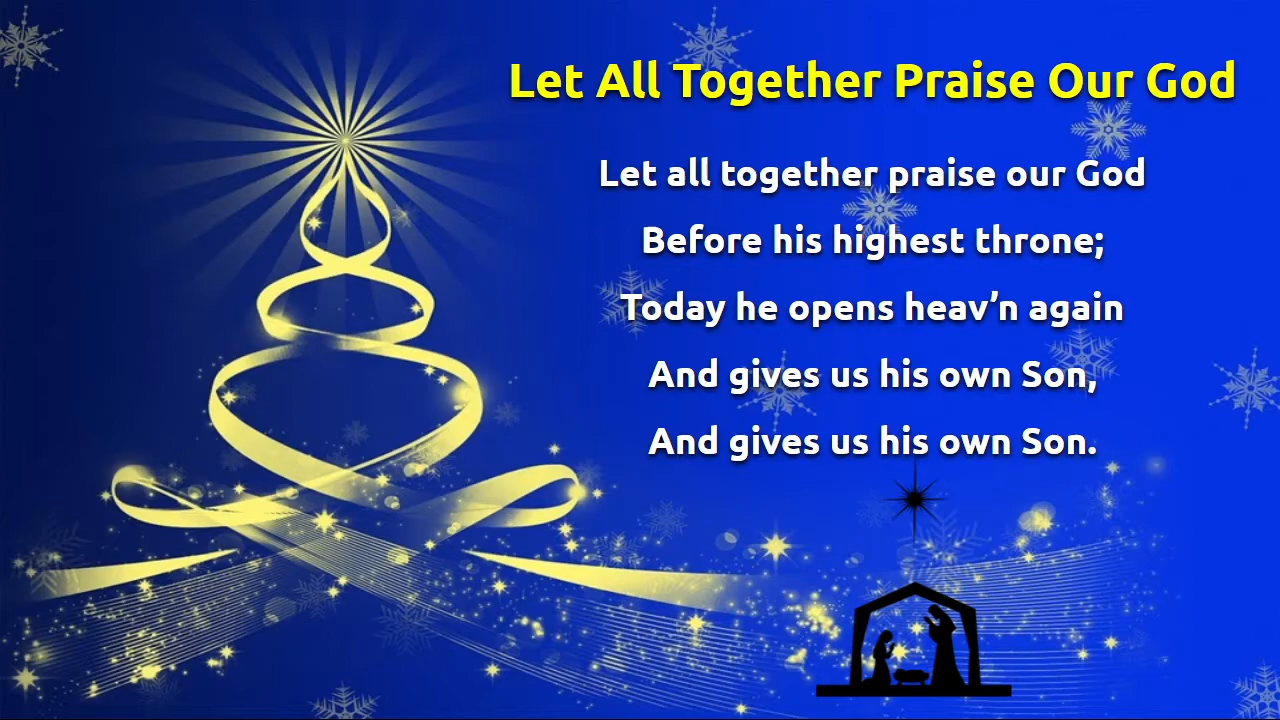 Let All Together Praise Our God
Let all together praise our God
Before his highest throne;
Today he opens heav’n again
And gives us his own Son,
And gives us his own Son.